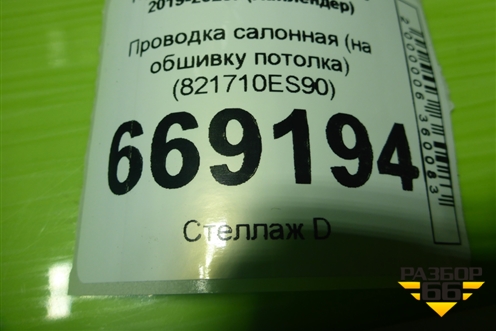 Проводка салонная (на
обшивку потолка)
(821710ES90)
669194
Стеллаж D
РАЗБОР
66